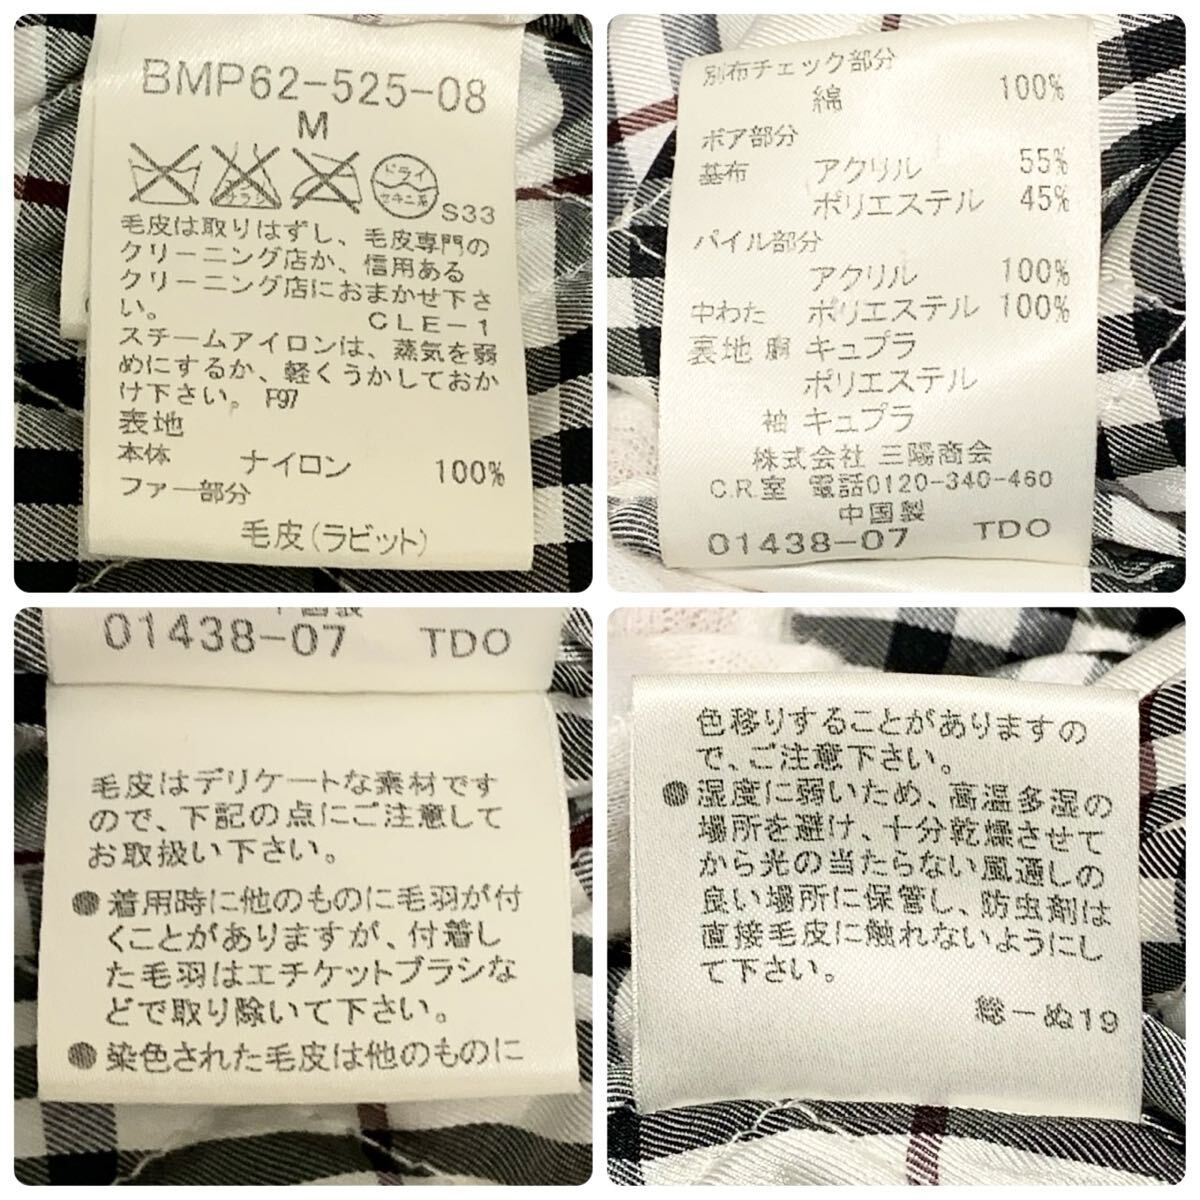 BMP62-525-08
M
ドライ
エンソサラシ
セキユ系
S33
毛皮は取りはずし、毛皮専門の
クリーニング店か、信用ある
クリーニング店におまかせ下さ
い。 CLE-1
スチームアイロンは、蒸気を弱
めにするか、軽くうかしておか
け下さい。 F97
表地
本体 ナイロン 100%
ファー部分
毛皮(ラビット)
別布チェック部分
綿 100%
ボア部分
基布 アクリル 55%
ポリエステル 45%
パイル部分
アクリル 100%
中わた ポリエステル 100%
裏地 胴 キュプラ
ポリエステル
袖 キュプラ
株式会社 三陽商会
C.R.室 電話0120-340-460
中国製
01438-07 TDO
中国製
01438-07 TDO
毛皮はデリケートな素材です
ので、下記の点にご注意して
お取扱い下さい。
●着用時に他のものに毛羽が付
くことがありますが、付着し
た毛羽はエチケットブラシな
どで取り除いて下さい。
●染色された毛皮は他のものに
色移りすることがありますの
で、ご注意下さい。
●湿度に弱いため、高温多湿の
場所を避け、十分乾燥させて
から光の当たらない風通しの
良い場所に保管し、防虫剤は
直接毛皮に触れないようにし
て下さい。
総-ぬ19